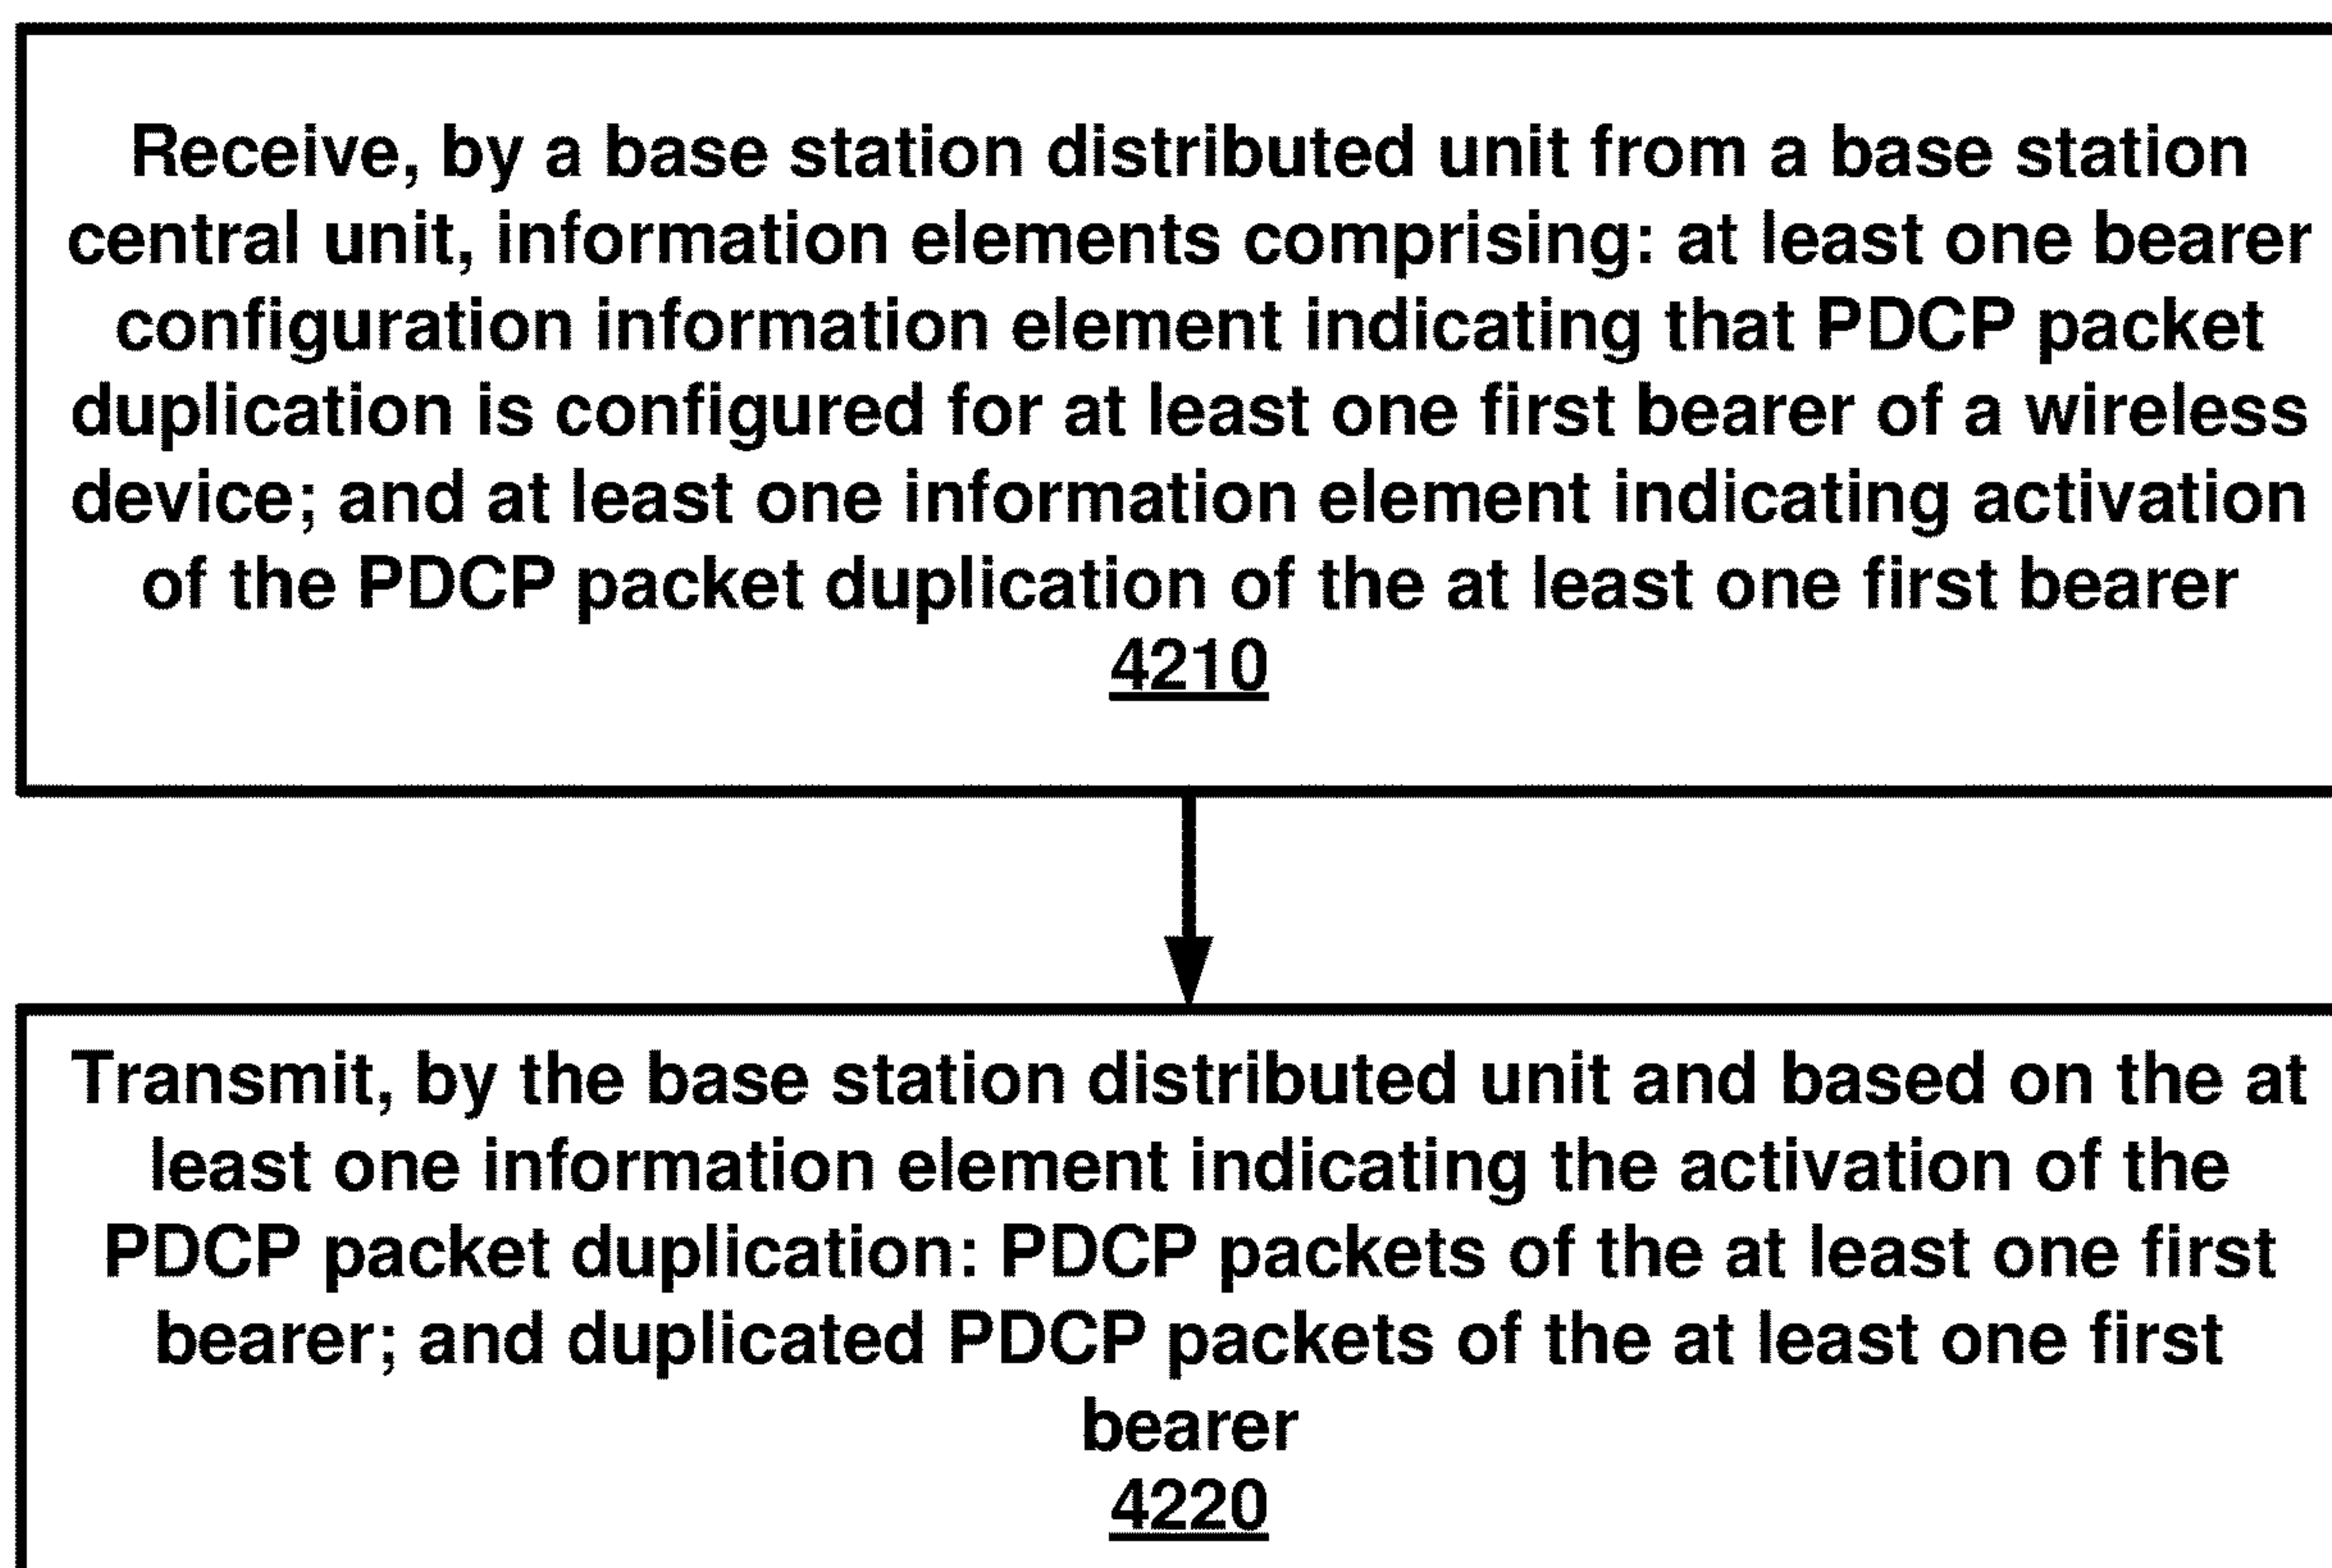 Receive, by a base station distributed unit from a base station
central unit, information elements comprising: at least one bearer
configuration information element indicating that PDCP packet
duplication is configured for at least one first bearer of a wireless
device; and at least one information element indicating activation
of the PDCP packet duplication of the at least one first bearer
4210
Transmit, by the base station distributed unit and based on the at
least one information element indicating the activation of the
PDCP packet duplication: PDCP packets of the at least one first
bearer; and duplicated PDCP packets of the at least one first
bearer
4220